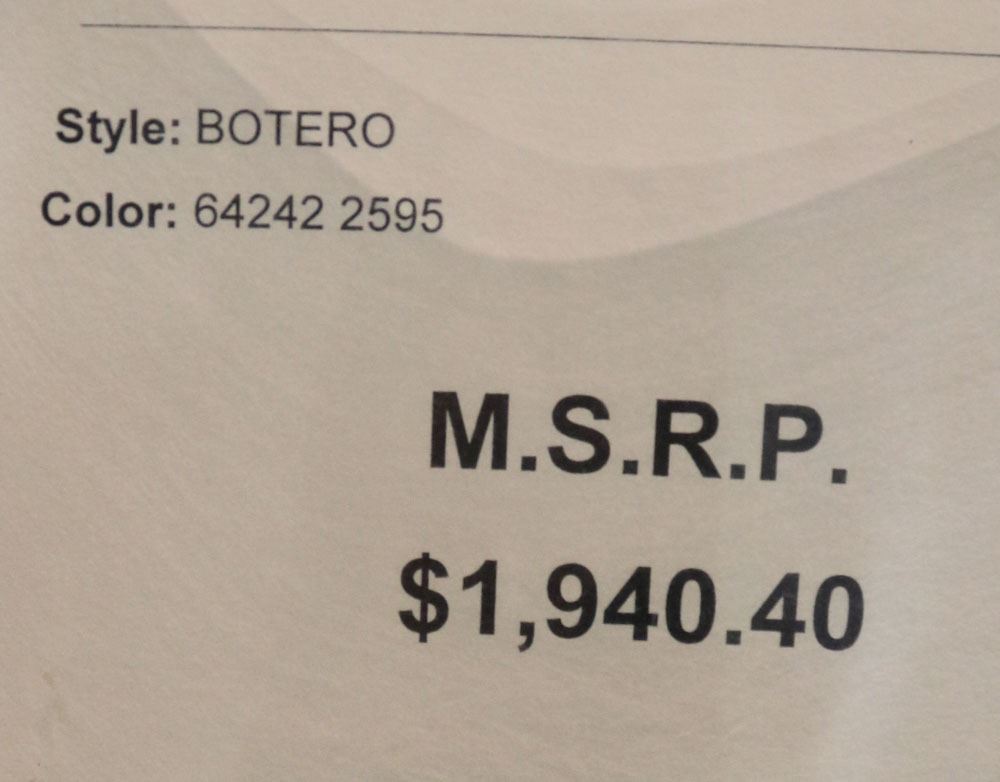 Style: BOTERO
Color: 64242 2595
M.S.R.P.
$1,940.40